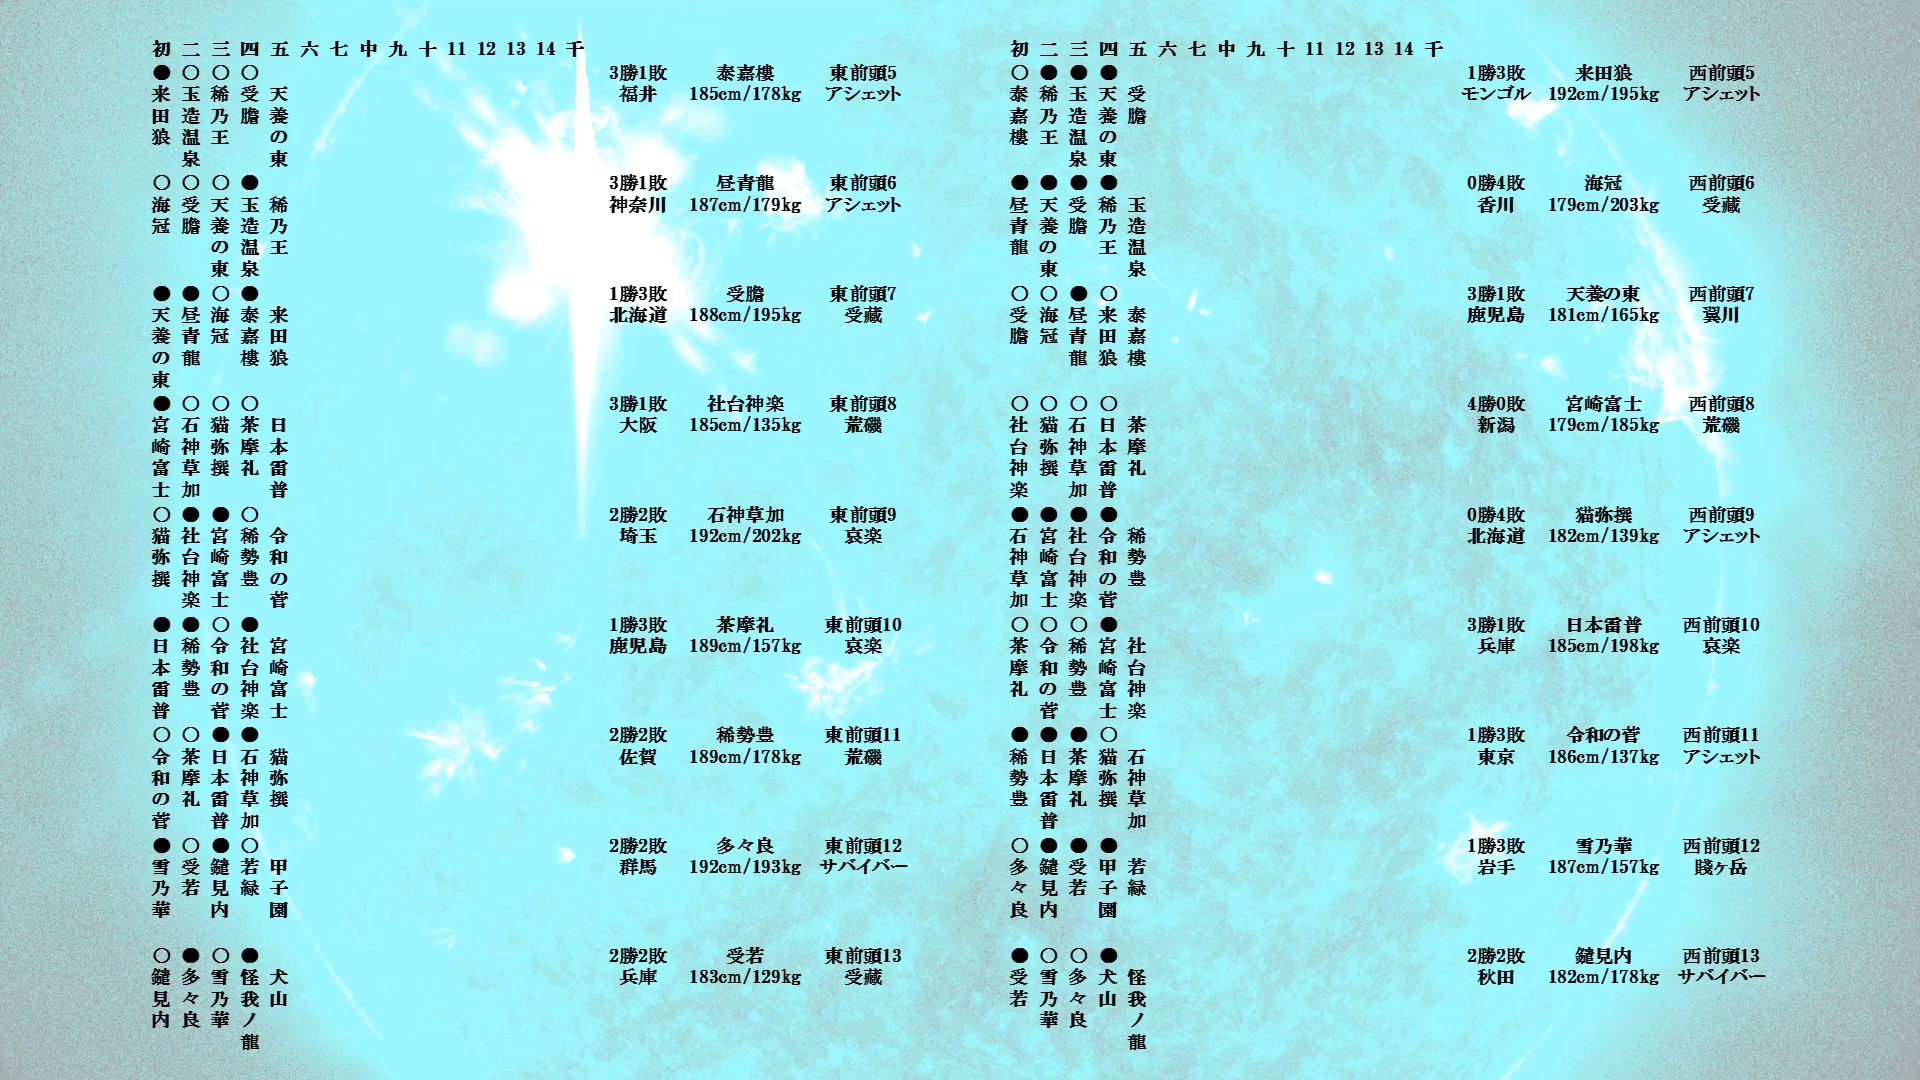 初 二 三 四 五 六 七 中 九 十 11 12 13 14 千
● ○ ○ ○
来田狼 玉造温泉 稀乃王 受膽 天養の東
3勝1敗 泰嘉樓 東前頭5
福井 185cm/178kg アシェット
○ ○ ○ ●
海冠 受膽 天養の東 玉造温泉 稀乃王
3勝1敗 昼青龍 東前頭6
神奈川 187cm/179kg アシェット
● ● ○ ●
天養の東 昼青龍 海冠 泰嘉樓 来田狼
1勝3敗 受膽 東前頭7
北海道 188cm/195kg 受蔵
● ○ ○ ○
宮崎富士 石神草加 猫弥撰 茶摩礼 日本雷普
3勝1敗 社台神楽 東前頭8
大阪 185cm/135kg 荒磯
○ ● ● ○
猫弥撰 社台神楽 宮崎富士 稀勢豊 令和の菅
2勝2敗 石神草加 東前頭9
埼玉 192cm/202kg 哀楽
● ● ○ ●
日本雷普 稀勢豊 令和の菅 社台神楽 宮崎富士
1勝3敗 茶摩礼 東前頭10
鹿児島 189cm/157kg 哀楽
○ ○ ● ●
令和の菅 茶摩礼 日本雷普 石神草加 猫弥撰
2勝2敗 稀勢豊 東前頭11
佐賀 189cm/178kg 荒磯
● ○ ● ○
雪乃華 受若 鑓見内 若緑 甲子園
2勝2敗 多々良 東前頭12
群馬 192cm/193kg サバイバー
○ ● ○ ●
鑓見内 多々良 雪乃華 怪我ノ龍 犬山
2勝2敗 受若 東前頭13
兵庫 183cm/129kg 受蔵
初 二 三 四 五 六 七 中 九 十 11 12 13 14 千
○ ● ● ●
泰嘉樓 稀乃王 玉造温泉 天養の東 受膽
1勝3敗 来田狼 西前頭5
モンゴル 192cm/195kg アシェット
● ● ● ●
昼青龍 天養の東 受膽 稀乃王 玉造温泉
0勝4敗 海冠 西前頭6
香川 179cm/203kg 受蔵
○ ○ ● ○
受膽 海冠 昼青龍 来田狼 泰嘉樓
3勝1敗 天養の東 西前頭7
鹿児島 181cm/165kg 翼川
○ ○ ○ ○
社台神楽 猫弥撰 石神草加 日本雷普 茶摩礼
4勝0敗 宮崎富士 西前頭8
新潟 179cm/185kg 荒磯
● ● ● ●
石神草加 宮崎富士 社台神楽 令和の菅 稀勢豊
0勝4敗 猫弥撰 西前頭9
北海道 182cm/139kg アシェット
○ ○ ○ ●
茶摩礼 令和の菅 稀勢豊 宮崎富士 社台神楽
3勝1敗 日本雷普 西前頭10
兵庫 185cm/198kg 哀楽
● ● ● ○
稀勢豊 日本雷普 茶摩礼 猫弥撰 石神草加
1勝3敗 令和の菅 西前頭11
東京 186cm/137kg アシェット
○ ● ● ●
多々良 鑓見内 受若 甲子園 若緑
1勝3敗 雪乃華 西前頭12
岩手 187cm/157kg 賤ヶ岳
● ○ ○ ●
受若 雪乃華 多々良 犬山 怪我ノ龍
2勝2敗 鑓見内 西前頭13
秋田 182cm/178kg サバイバー